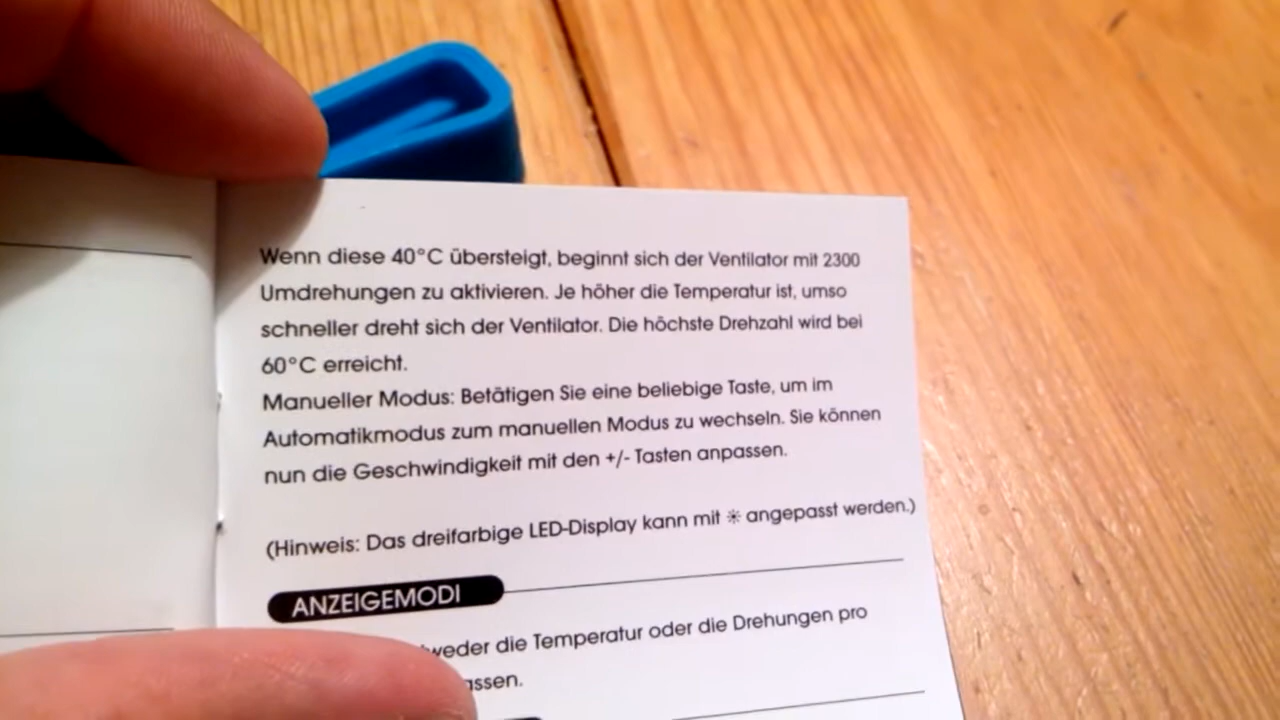 Wenn diese 40°C übersteigt, beginnt sich der Ventilator mit 2300
Umdrehungen zu aktivieren. Je höher die Temperatur ist, umso
schneller dreht sich der Ventilator. Die höchste Drehzahl wird bei
60°C erreicht.
Manueller Modus: Betätigen Sie eine beliebige Taste, um im
Automatikmodus zum manuellen Modus zu wechseln. Sie können
nun die Geschwindigkeit mit den +/- Tasten anpassen.
(Hinweis: Das dreifarbige LED-Display kann mit ☼ angepasst werden.)
ANZEIGEMODI
die Temperatur oder die Drehungen pro